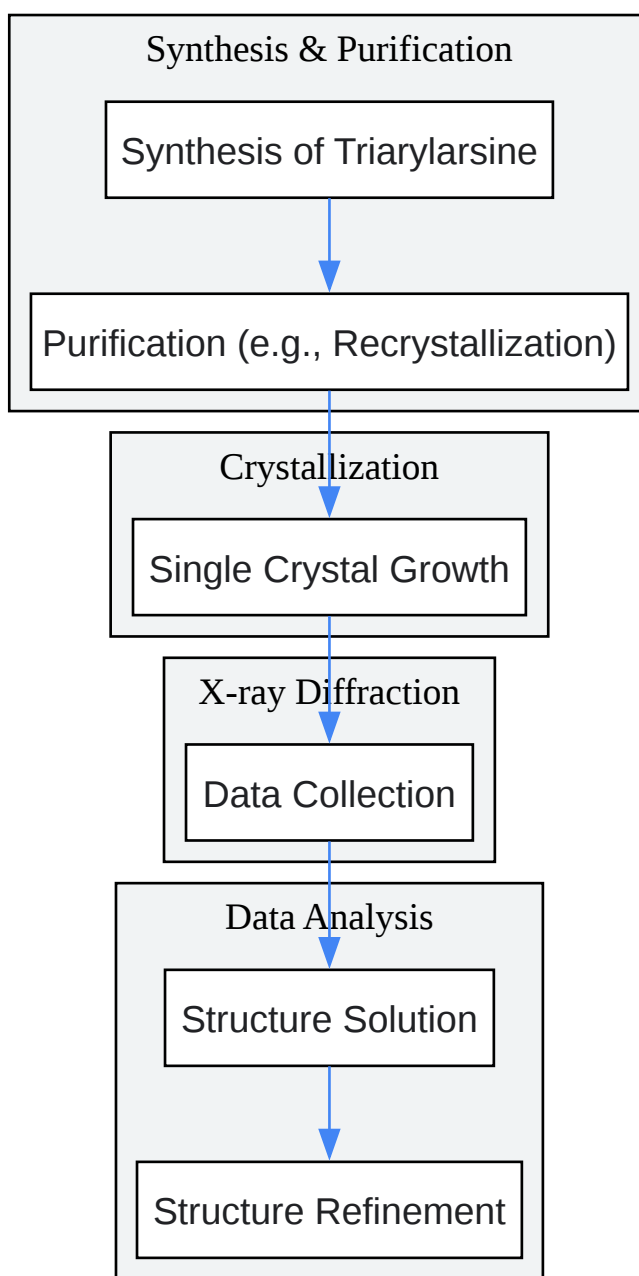 Synthesis & Purification
Synthesis of Triarylarsine
Purification (e.g., Recrystallization)
Crystallization
Single Crystal Growth
X-ray Diffraction
Data Collection
Data Analysis
Structure Solution
Structure Refinement